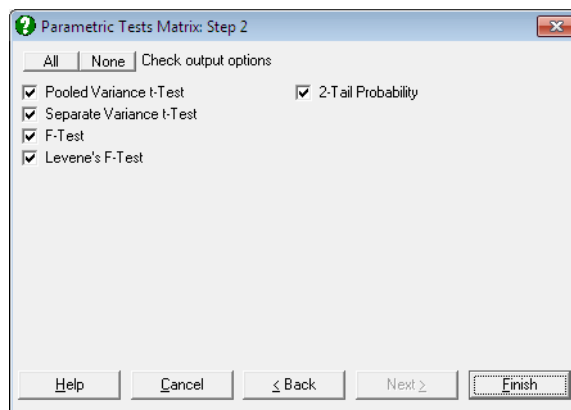 Parametric Tests Matrix: Step 2
All None Check output options
Pooled Variance t-Test
2-Tail Probability
Separate Variance t-Test
F-Test
Levene's F-Test
Help Cancel < Back Next > Finish